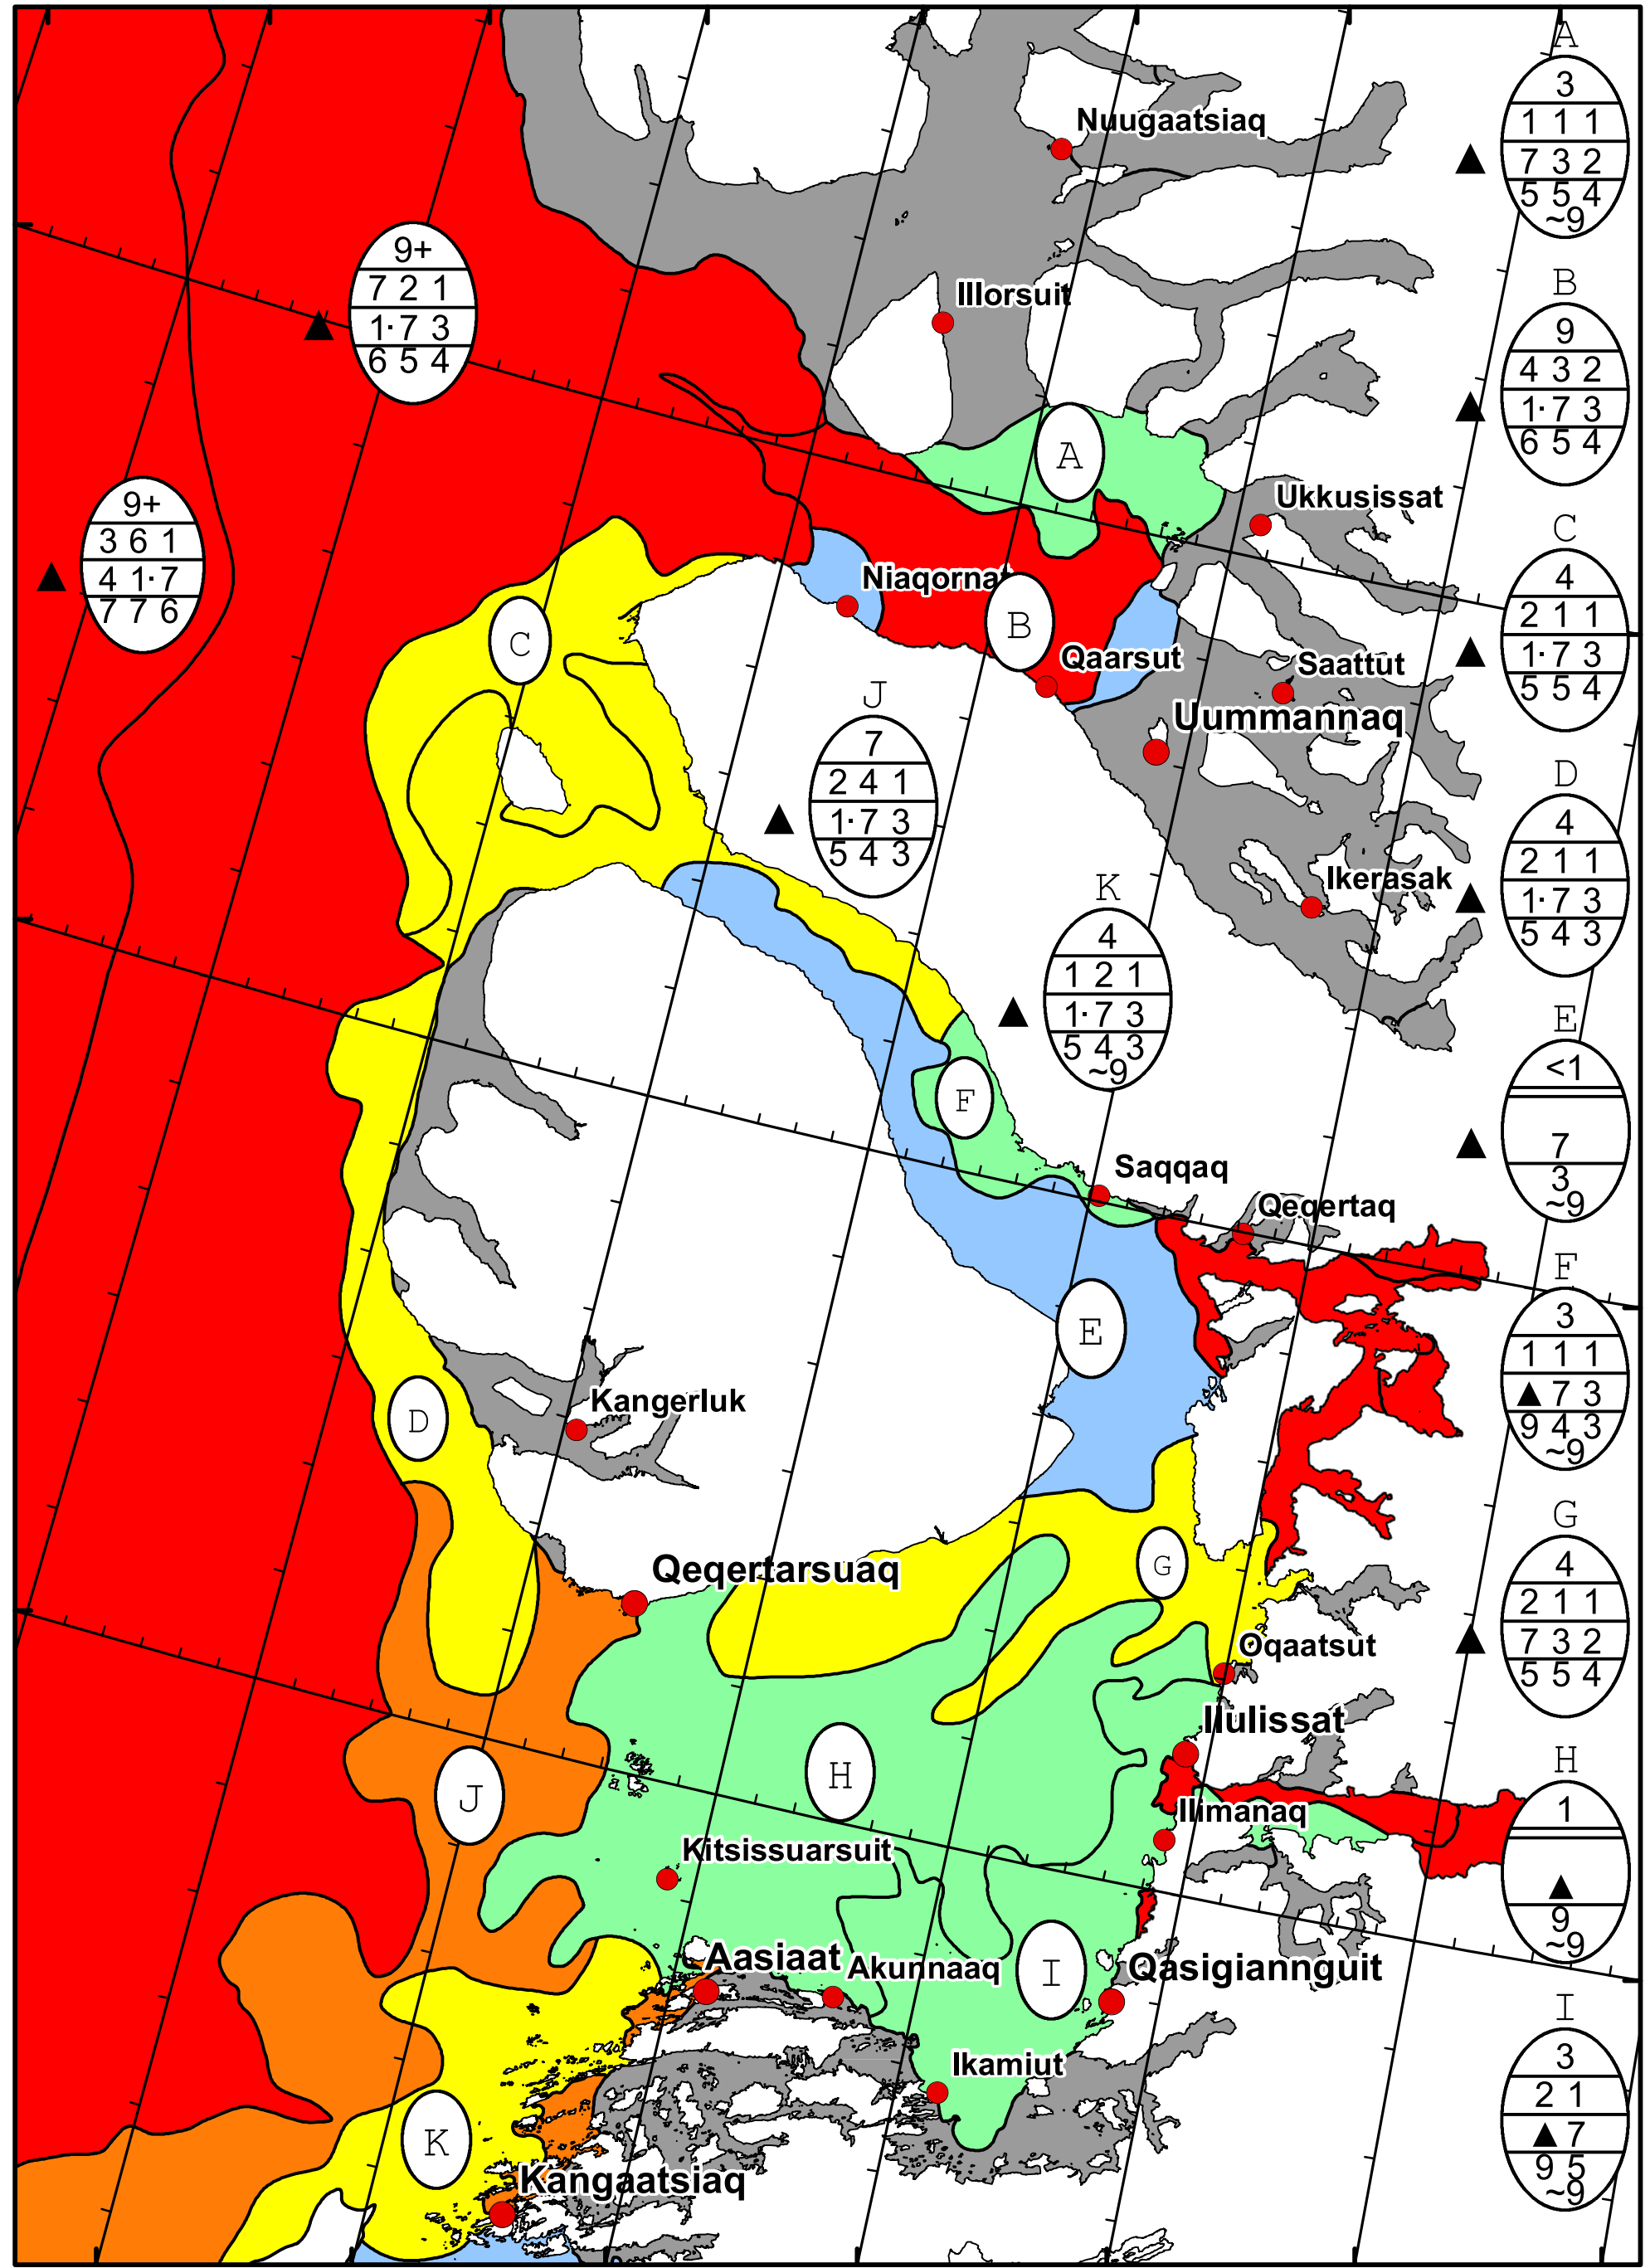 A
3
1 1 1
7 3 2
5 5 4
~9
Nuugaatsiaq
9+
7 2 1
1· 7 3
6 5 4
Illorsuit
B
9
4 3 2
1· 7 3
6 5 4
A
9+
3 6 1
4 1· 7
7 7 6
Ukkusissat
C
4
2 1 1
1· 7 3
5 5 4
Niaqornat
C
B
Qaarsut
Saattut
Uummannaq
J
7
2 4 1
1· 7 3
5 4 3
D
4
2 1 1
1· 7 3
5 4 3
Ikerasak
K
4
1 2 1
1· 7 3
5 4 3
~9
E
<1
7
3
~9
F
Saqqaq
Qeqertaq
F
3
1 1 1
▲ 7 3
9 4 3
~9
E
Kangerluk
D
G
4
2 1 1
7 3 2
5 5 4
Qeqertarsuaq
G
Oqaatsut
Ilulissat
H
1
▲
9
~9
J
H
Ilimanaq
Kitsissuarsuit
Aasiaat
Akunnaaq
I
Qasigiannguit
I
3
2 1
▲ 7
9 5
~9
Ikamiut
K
Kangaatsiaq